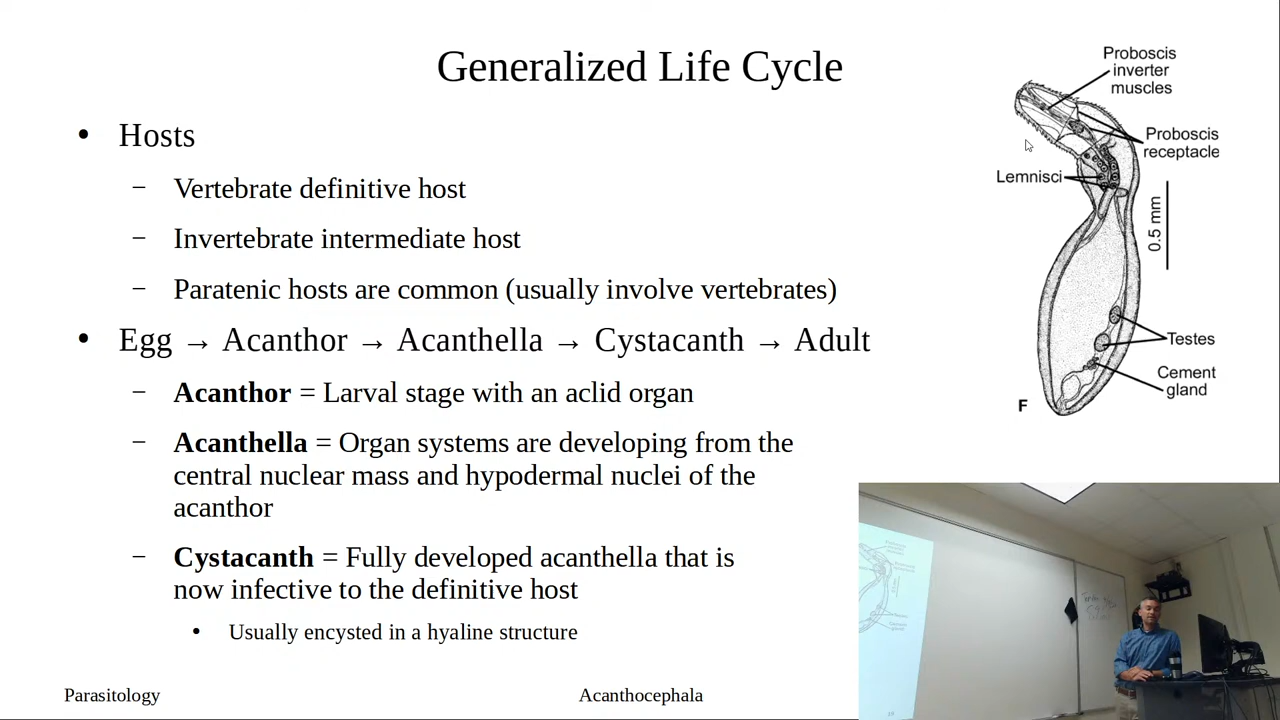 Generalized Life Cycle
• Hosts
– Vertebrate definitive host
– Invertebrate intermediate host
– Paratenic hosts are common (usually involve vertebrates)
• Egg → Acanthor → Acanthella → Cystacanth → Adult
– Acanthor = Larval stage with an aclid organ
– Acanthella = Organ systems are developing from the
central nuclear mass and hypodermal nuclei of the
acanthor
– Cystacanth = Fully developed acanthella that is
now infective to the definitive host
• Usually encysted in a hyaline structure
Proboscis
inverter
muscles
Proboscis
receptacle
Lemnisci
0.5 mm
Testes
Cement
gland
F
Parasitology
Acanthocephala